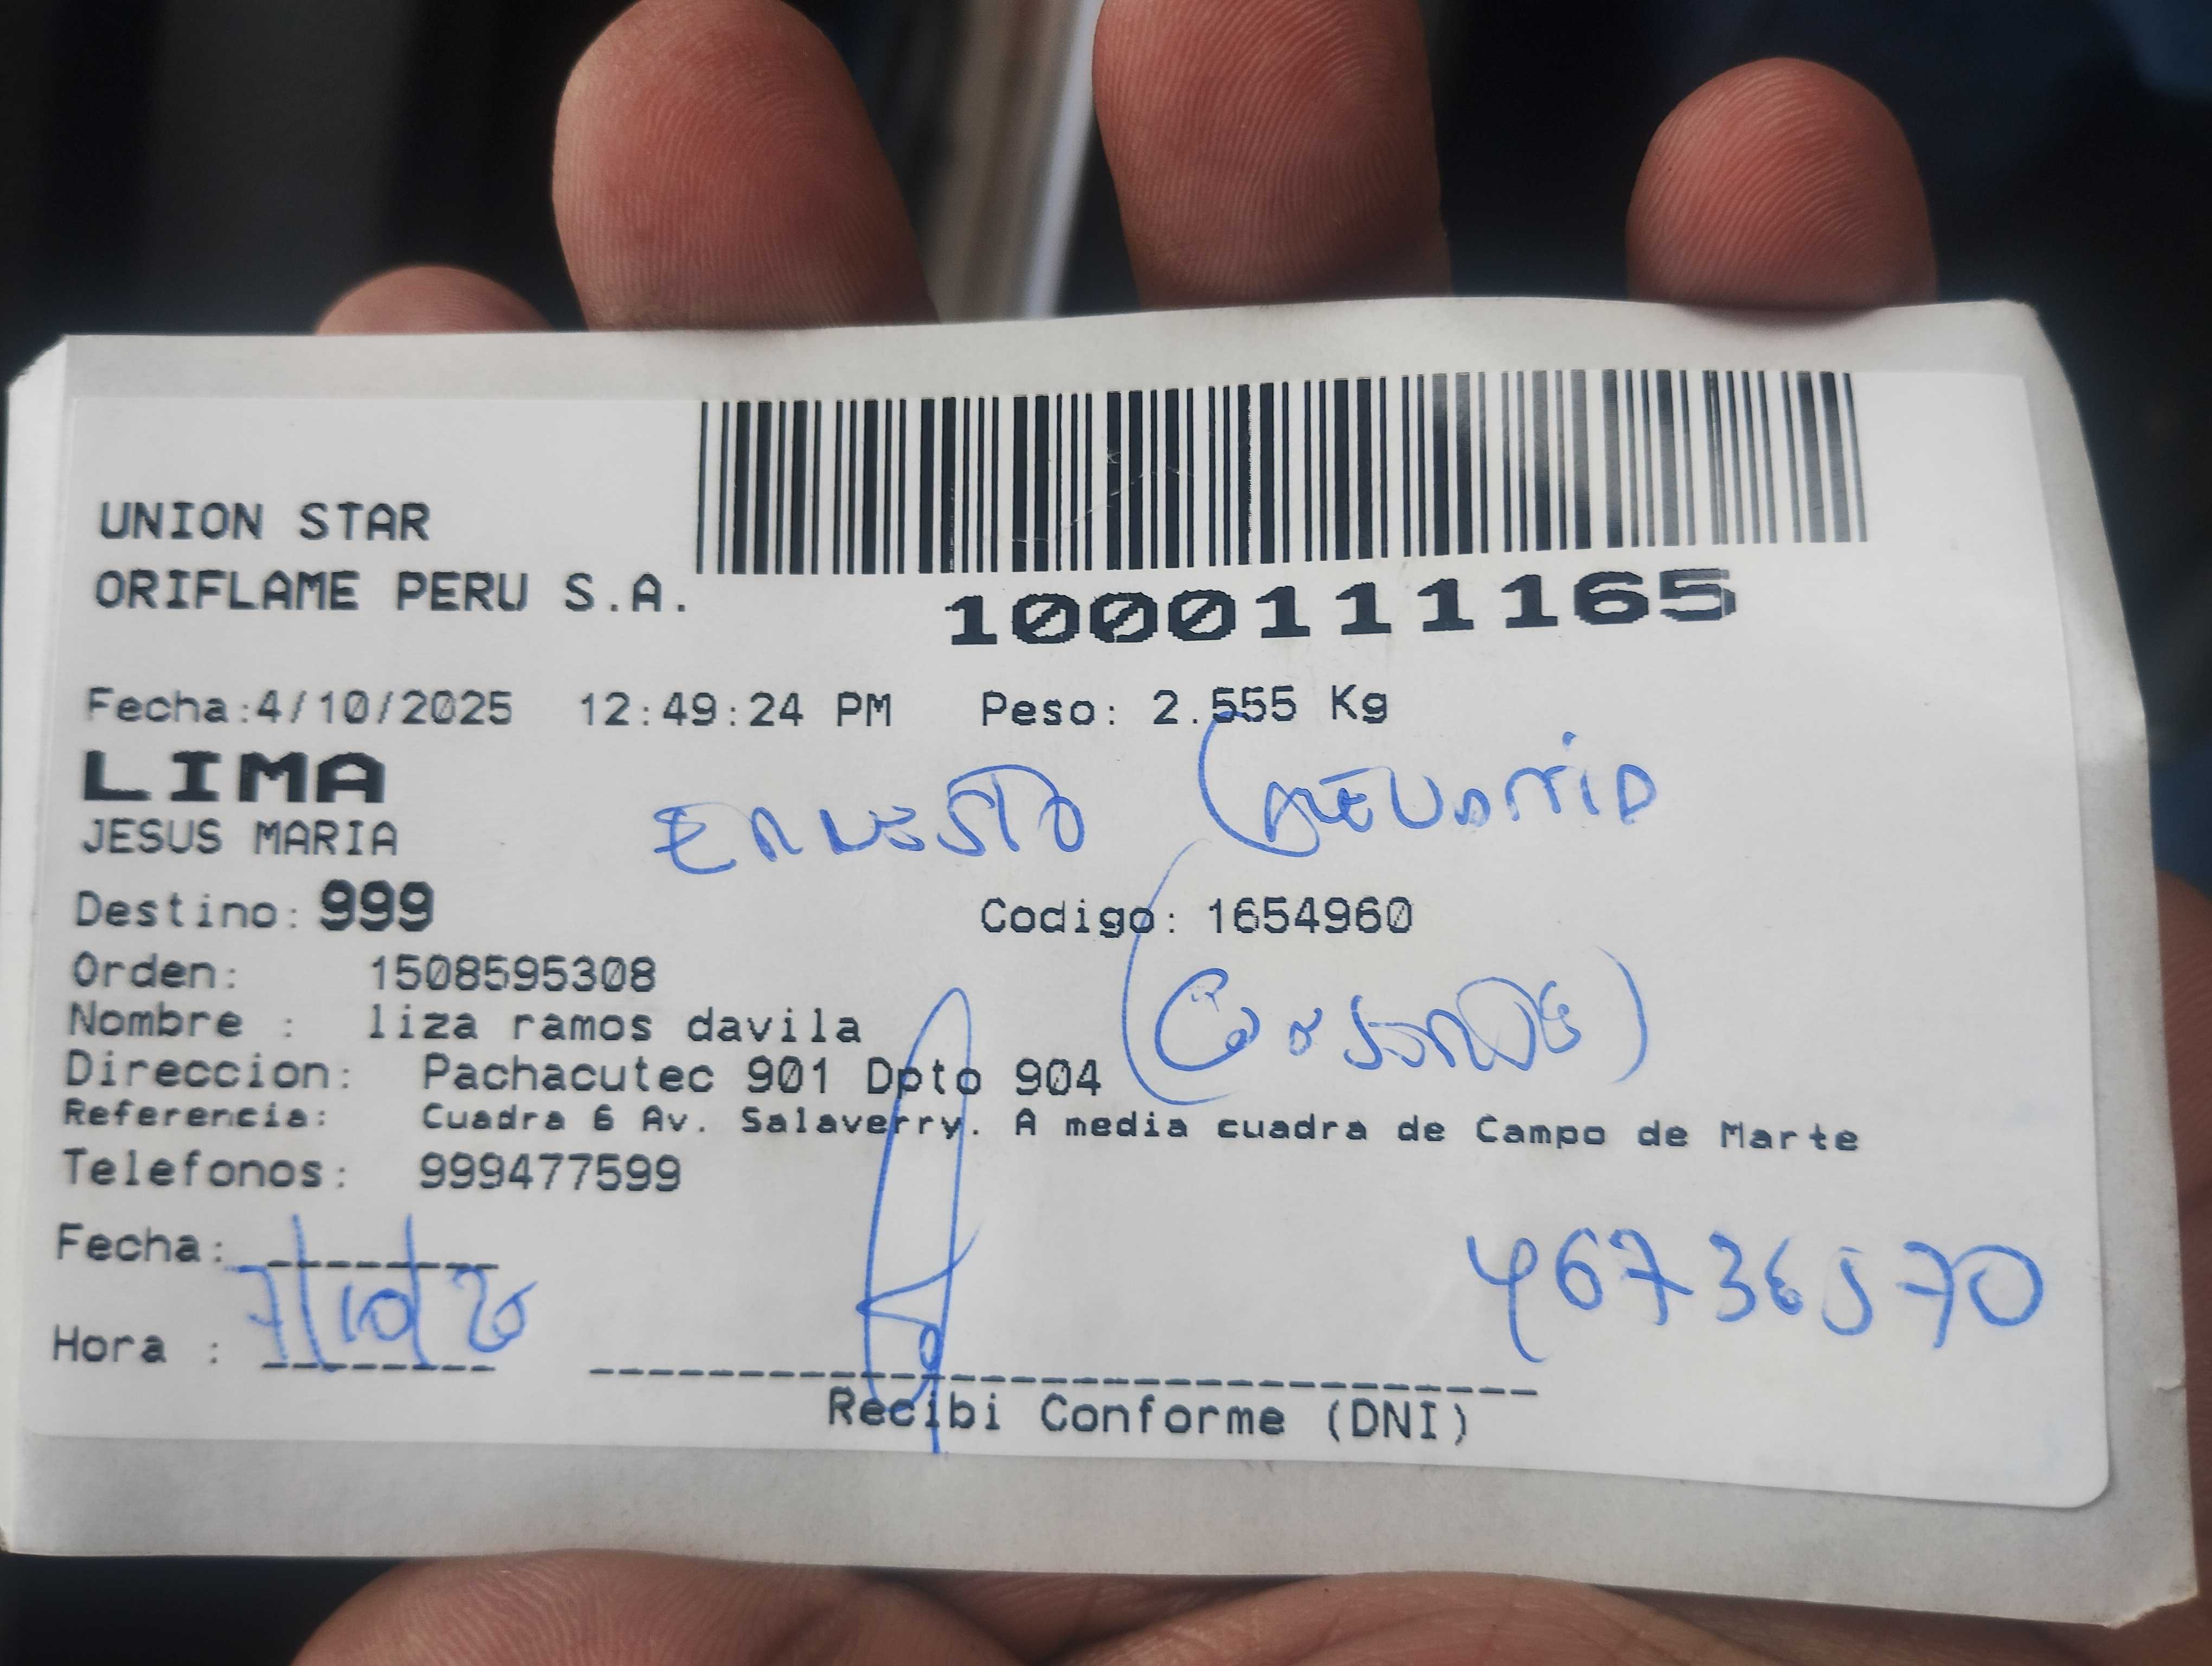 UNION STAR
ORIFLAME PERU S.A.
1000111165
Fecha:4/10/2025 12:49:24 PM Peso: 2.555 Kg
LIMA
JESUS MARIA
ERNESTO
Destino: 999 Codigo: 1654960
Orden: 1508595308
Nombre : liza ramos davila
Direccion: Pachacutec 901 Dpto 904
Referencia: Cuadra 6 Av. Salaverry. A media cuadra de Campo de Marte
Telefonos: 999477599
Fecha:
7/10/25
46736570
Hora :
Recibi Conforme (DNI)